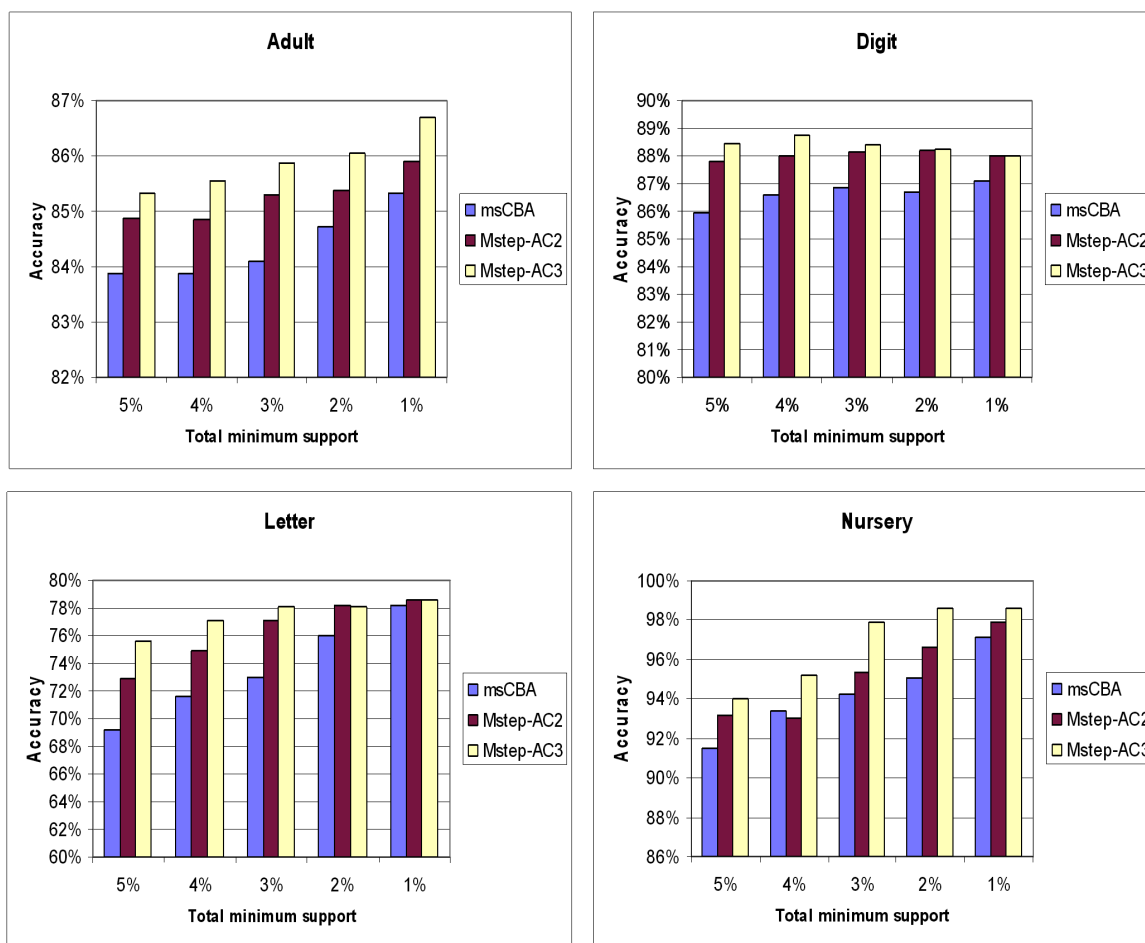 Adult
87%
86%
85%
84%
83%
82%
Accuracy
5% 4% 3% 2% 1%
Total minimum support
msCBA
Mstep-AC2
Mstep-AC3
Digit
90%
89%
88%
87%
86%
85%
84%
83%
82%
81%
80%
Accuracy
5% 4% 3% 2% 1%
Total minimum support
msCBA
Mstep-AC2
Mstep-AC3
Letter
80%
78%
76%
74%
72%
70%
68%
66%
64%
62%
60%
Accuracy
5% 4% 3% 2% 1%
Total minimum support
msCBA
Mstep-AC2
Mstep-AC3
Nursery
100%
98%
96%
94%
92%
90%
88%
86%
Accuracy
5% 4% 3% 2% 1%
Total minimum support
msCBA
Mstep-AC2
Mstep-AC3